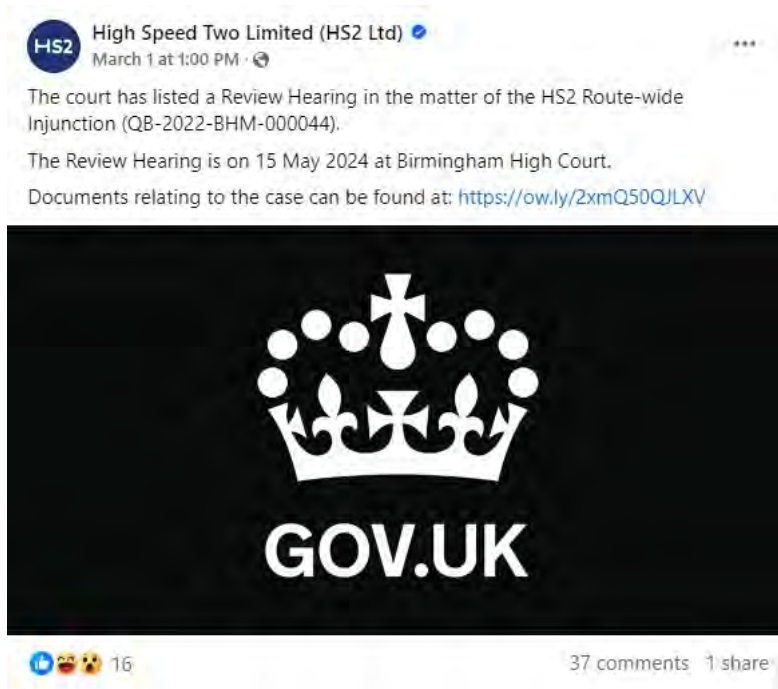 HS2
High Speed Two Limited (HS2 Ltd)
March 1 at 1:00 PM ·
The court has listed a Review Hearing in the matter of the HS2 Route-wide
Injunction (QB-2022-BHM-000044).
The Review Hearing is on 15 May 2024 at Birmingham High Court.
Documents relating to the case can be found at: https://ow.ly/2xmQ50QJLXV
GOV.UK
16
37 comments 1 share